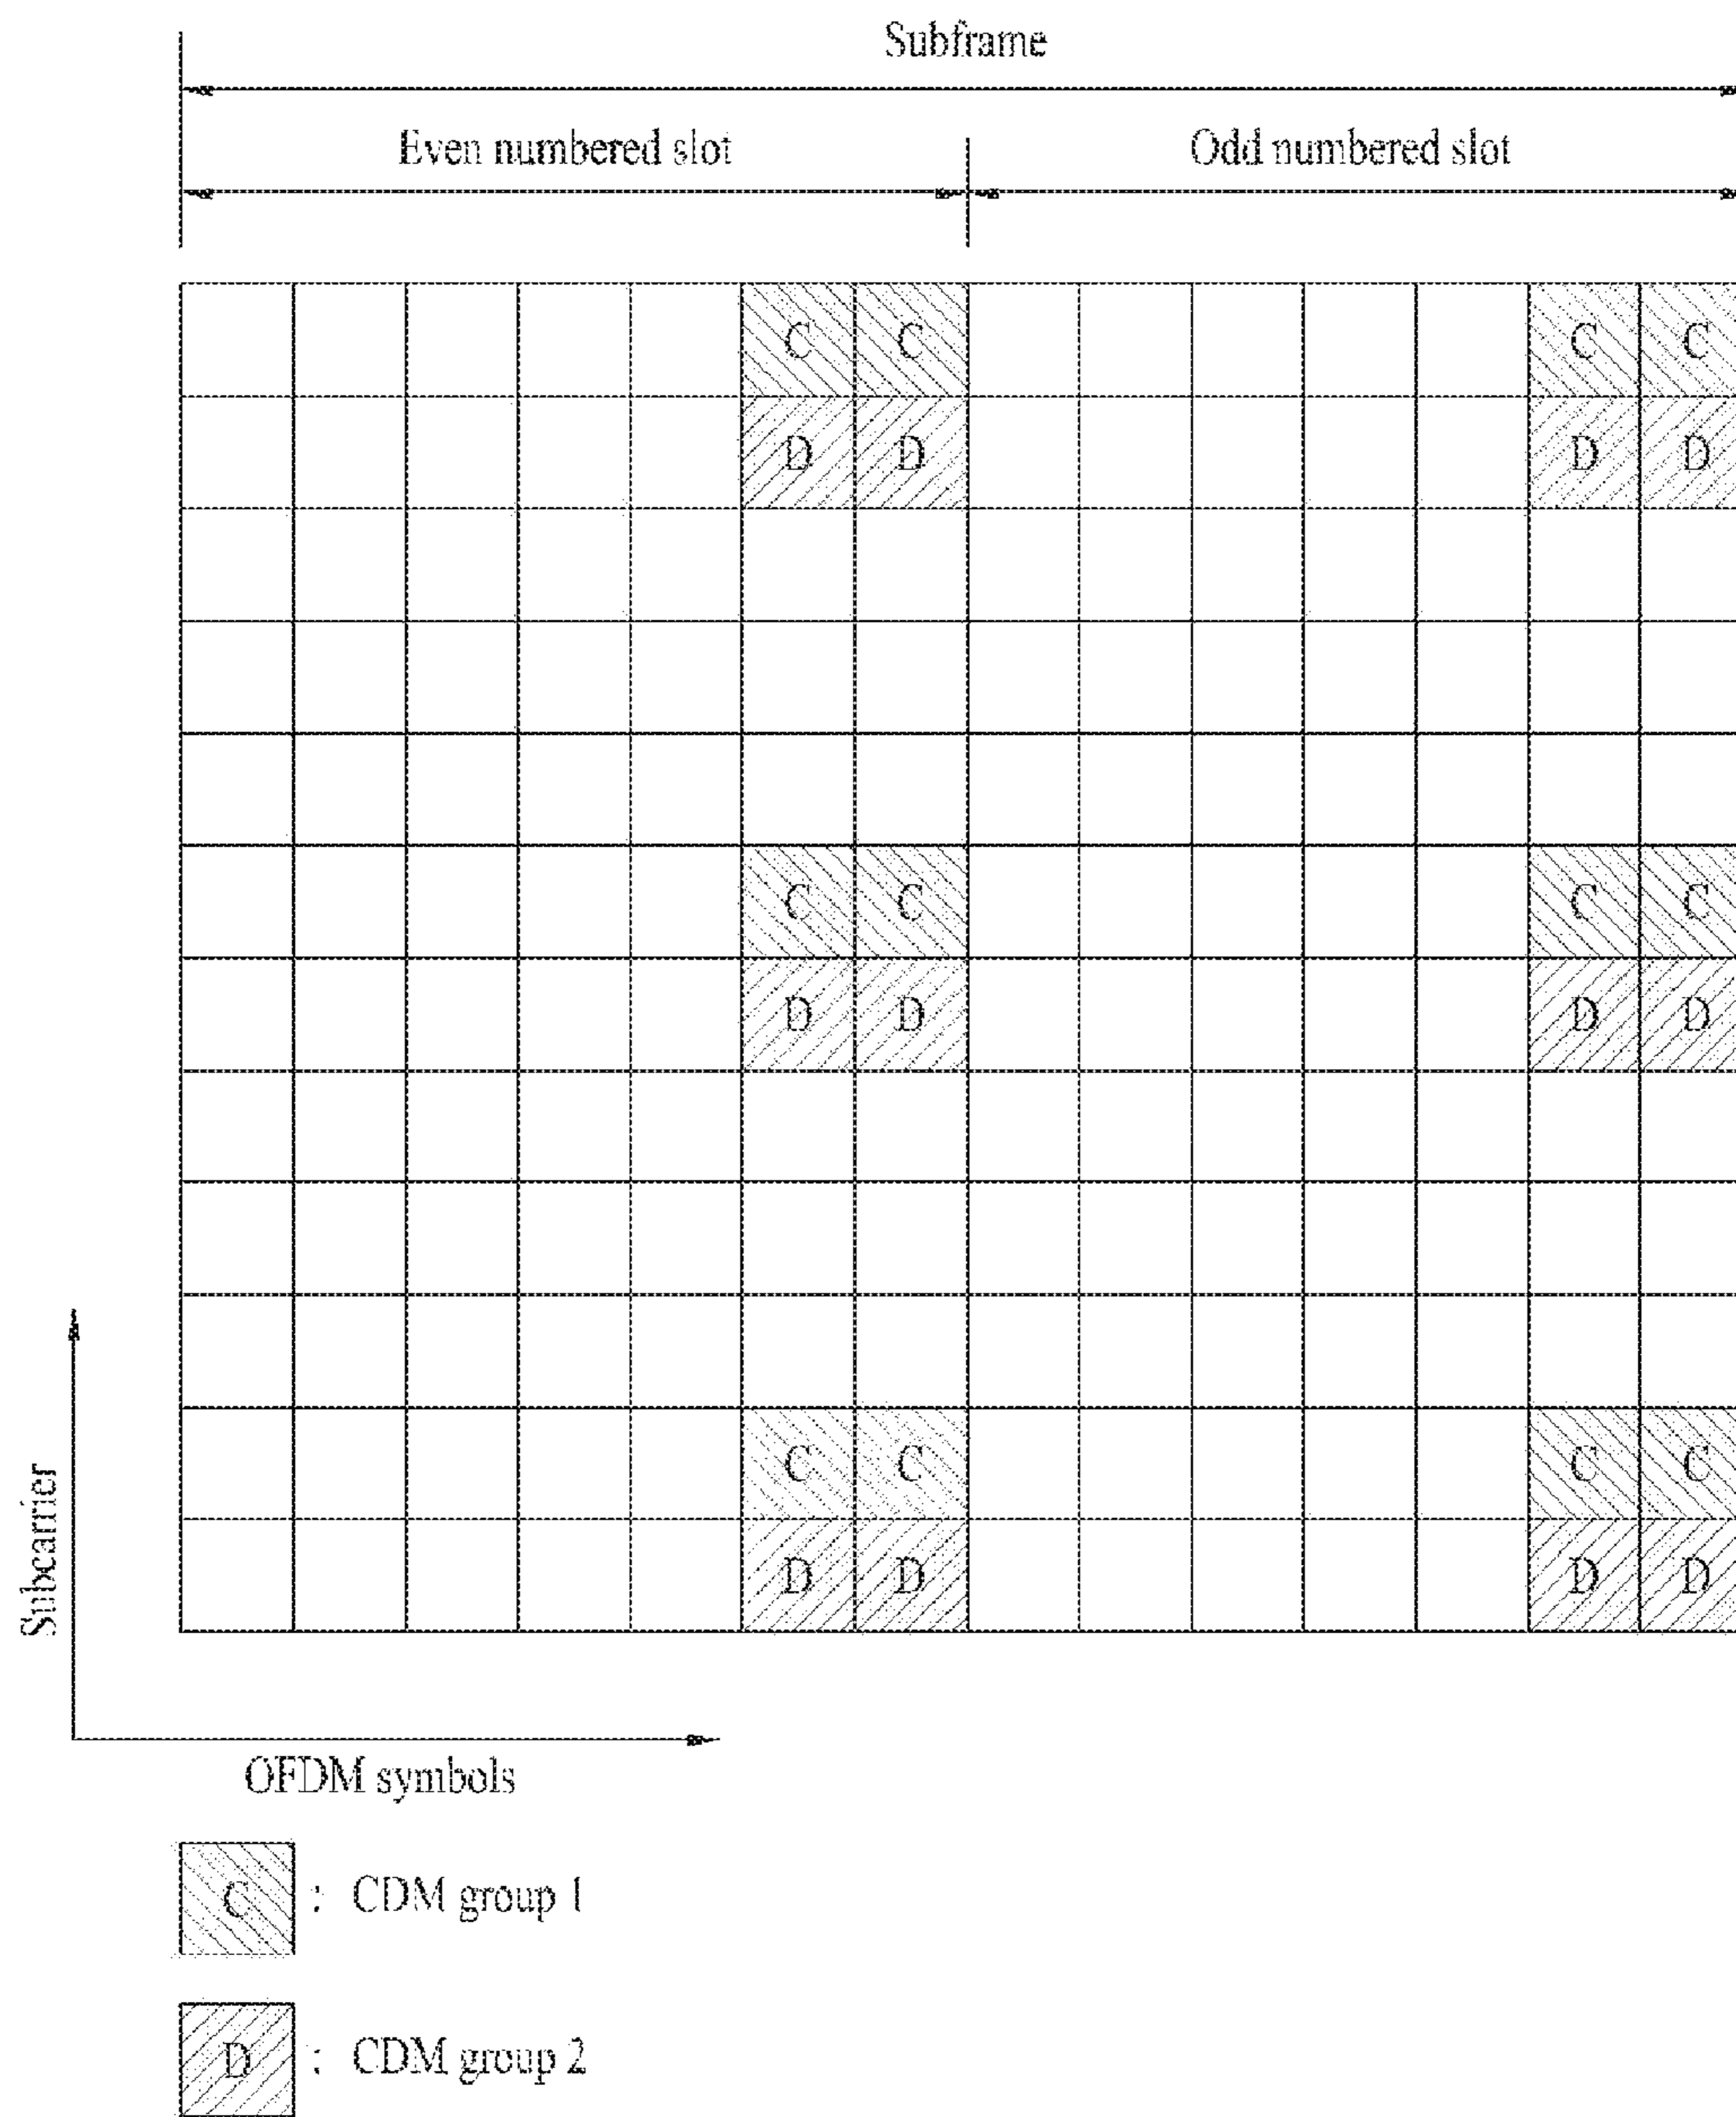 Subframe
Even numbered slot Odd numbered slot
C C C C
D D D D
C C C C
D D D D
C C C C
D D D D
Subcarrier
OFDM symbols
C : CDM group 1
D : CDM group 2